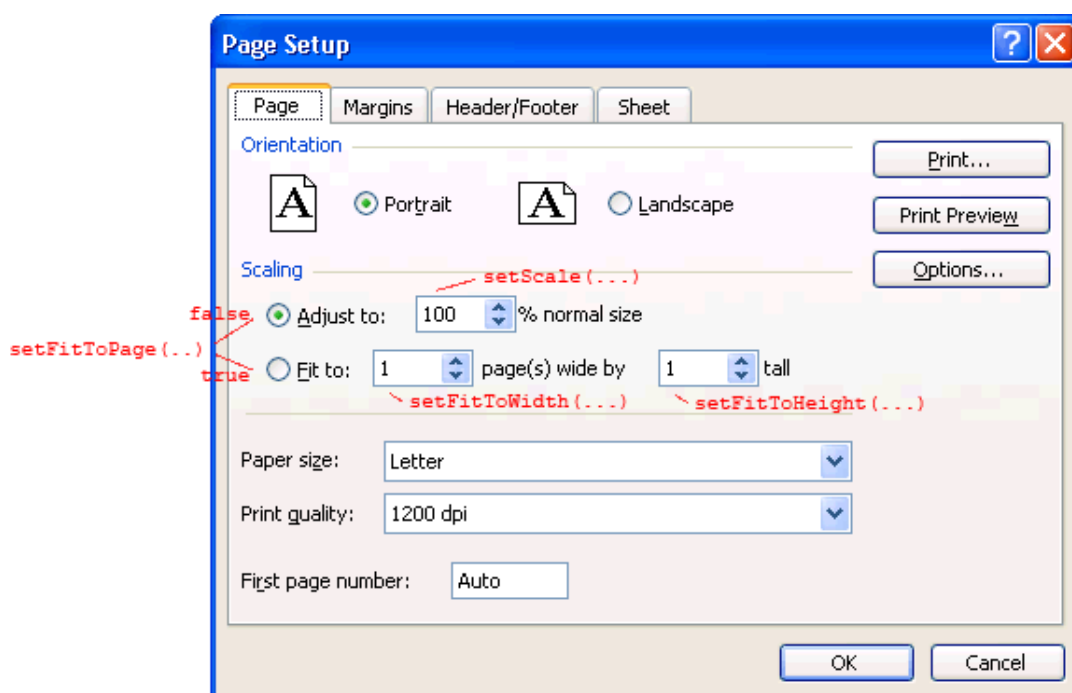 Page Setup
Page Margins Header/Footer Sheet
Orientation
Print...
A Portrait A Landscape
Print Preview
Scaling
setScale(...)
Options...
false
Adjust to: 100 % normal size
setFitToPage(..)
true
Fit to: 1 page(s) wide by 1 tall
setFitToWidth(...) setFitToHeight(...)
Paper size: Letter
Print quality: 1200 dpi
First page number: Auto
OK Cancel